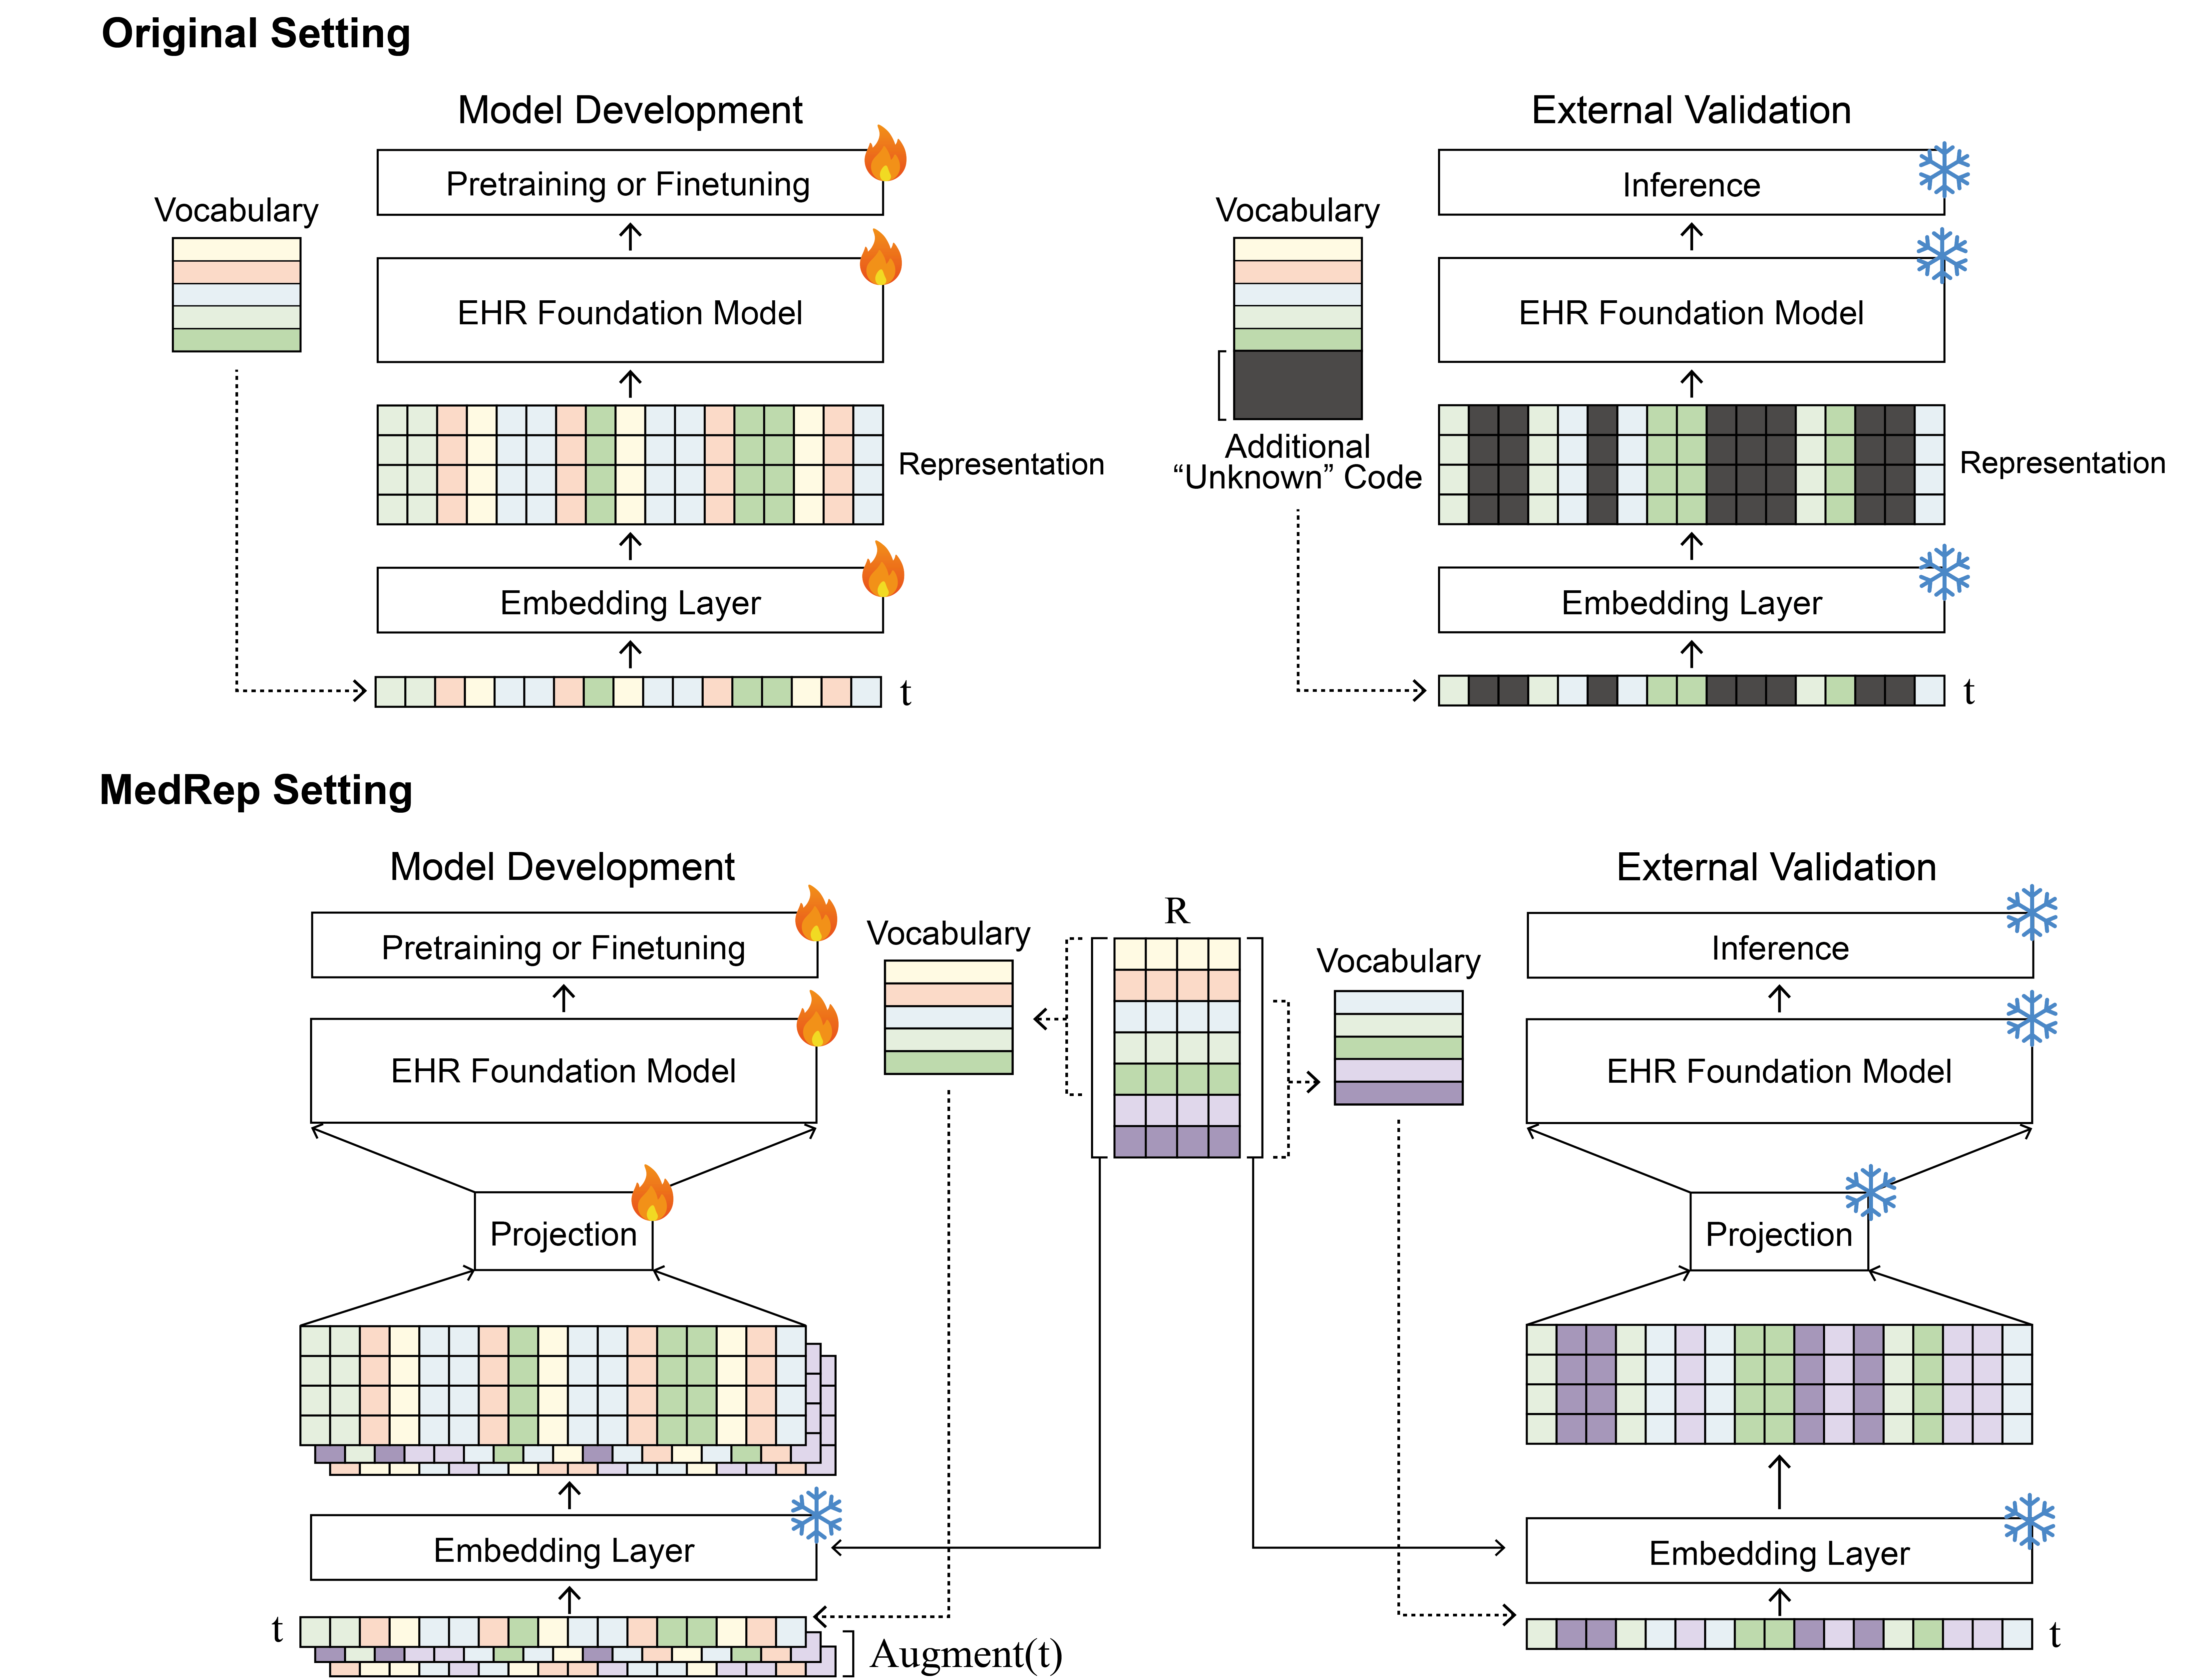 Original Setting
Model Development
Pretraining or Finetuning
Vocabulary
EHR Foundation Model
Representation
Embedding Layer
t
External Validation
Inference
Vocabulary
EHR Foundation Model
Additional
“Unknown” Code
Representation
Embedding Layer
t
MedRep Setting
Model Development
Pretraining or Finetuning
EHR Foundation Model
Projection
Embedding Layer
t
Augment(t)
Vocabulary
R
Vocabulary
External Validation
Inference
EHR Foundation Model
Projection
Embedding Layer
t